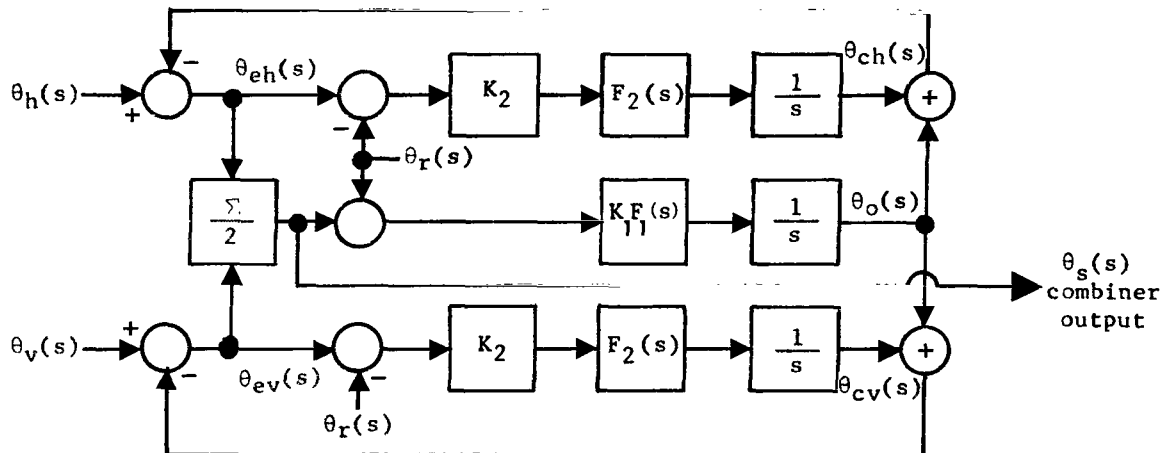 θh(s)
+
−
θeh(s)
−
K2
F2(s)
1
s
θch(s)
+
θr(s)
Σ
2
K1F1(s)
1
s
θo(s)
θs(s)
combiner
output
θv(s)
+
−
θev(s)
−
θr(s)
K2
F2(s)
1
s
θcv(s)
+